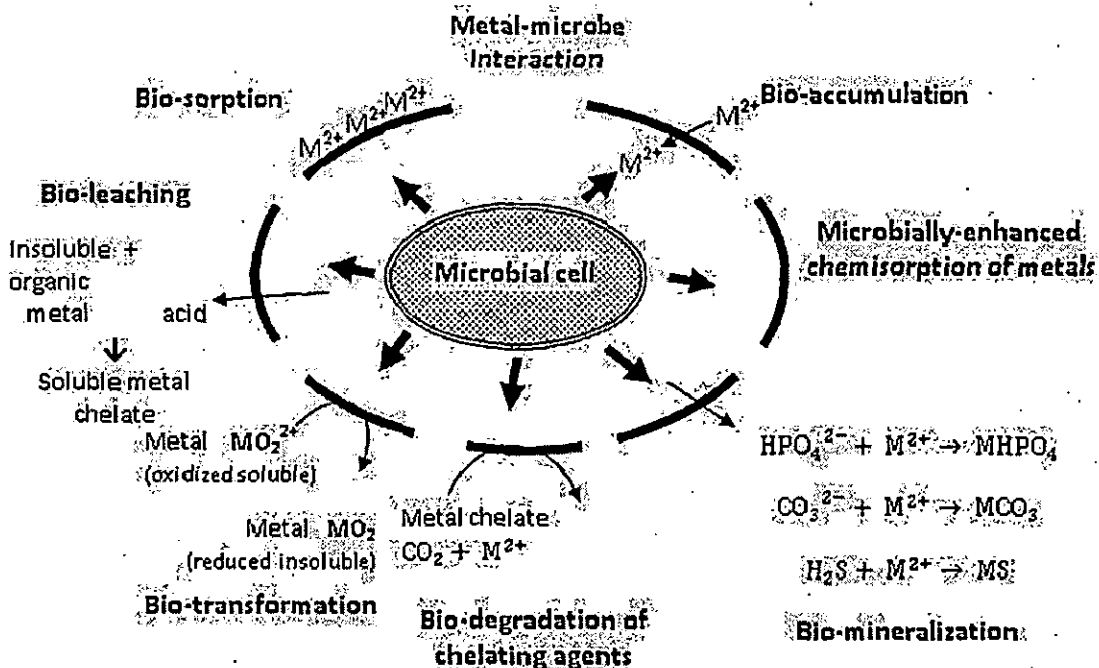 Metal-microbe
Interaction
Bio-sorption
M²⁺ M²⁺ M²⁺
Bio-accumulation
M²⁺
M²⁺
Bio-leaching
Insoluble +
organic
metal acid
↓
Soluble metal
chelate
Microbial cell
Microbially-enhanced
chemisorption of metals
Metal MO₂²⁺
(oxidized soluble)
Metal MO₂
(reduced insoluble)
Bio-transformation
Metal chelate
CO₂ + M²⁺
Bio-degradation of
chelating agents
HPO₄²⁻ + M²⁺ → MHPO₄
CO₃²⁻ + M²⁺ → MCO₃
H₂S + M²⁺ → MS
Bio-mineralization